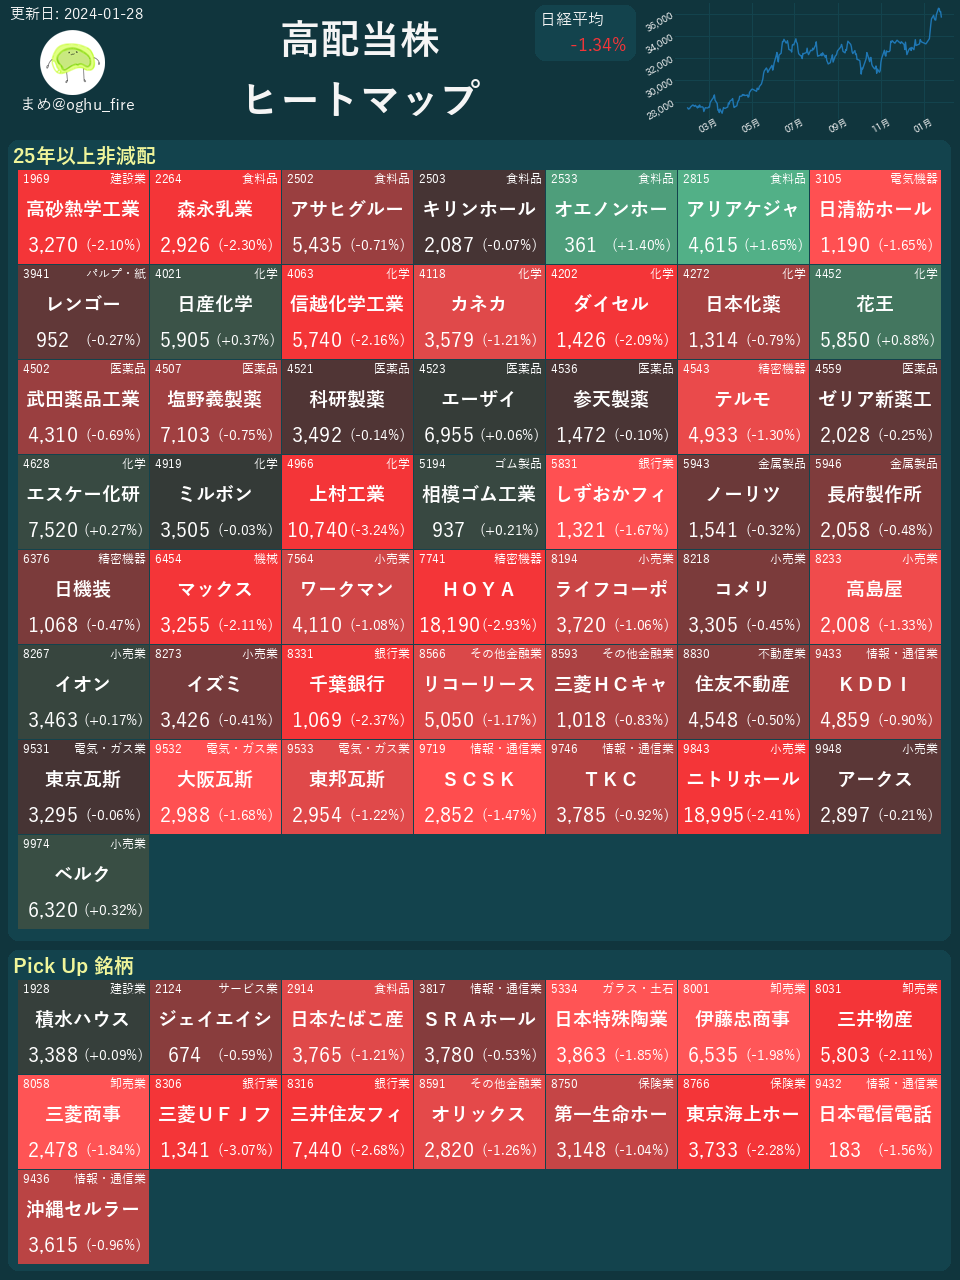 更新日: 2024-01-28
まめ@oghu_fire
高配当株
ヒートマップ
日経平均
-1.34%
36,000
34,000
32,000
30,000
28,000
03月 05月 07月 09月 11月 01月
25年以上非減配
1969 建設業 2264 食料品 2502 食料品 2503 食料品 2533 食料品 2815 食料品 3105 電気機器
高砂熱学工業 森永乳業 アサヒグルー キリンホール オエノンホー アリアケジャ 日清紡ホール
3,270 (-2.10%) 2,926 (-2.30%) 5,435 (-0.71%) 2,087 (-0.07%) 361 (+1.40%) 4,615 (+1.65%) 1,190 (-1.65%)
3941 パルプ・紙 4021 化学 4063 化学 4118 化学 4202 化学 4272 化学 4452 化学
レンゴー 日産化学 信越化学工業 カネカ ダイセル 日本化薬 花王
952 (-0.27%) 5,905 (+0.37%) 5,740 (-2.16%) 3,579 (-1.21%) 1,426 (-2.09%) 1,314 (-0.79%) 5,850 (+0.88%)
4502 医薬品 4507 医薬品 4521 医薬品 4523 医薬品 4536 医薬品 4543 精密機器 4559 医薬品
武田薬品工業 塩野義製薬 科研製薬 エーザイ 参天製薬 テルモ ゼリア新薬工
4,310 (-0.69%) 7,103 (-0.75%) 3,492 (-0.14%) 6,955 (+0.06%) 1,472 (-0.10%) 4,933 (-1.30%) 2,028 (-0.25%)
4628 化学 4919 化学 4966 化学 5194 ゴム製品 5831 銀行業 5943 金属製品 5946 金属製品
エスケー化研 ミルボン 上村工業 相模ゴム工業 しずおかフィ ノーリツ 長府製作所
7,520 (+0.27%) 3,505 (-0.03%) 10,740 (-3.24%) 937 (+0.21%) 1,321 (-1.67%) 1,541 (-0.32%) 2,058 (-0.48%)
6376 精密機器 6454 機械 7564 小売業 7741 精密機器 8194 小売業 8218 小売業 8233 小売業
日機装 マックス ワークマン ＨＯＹＡ ライフコーポ コメリ 高島屋
1,068 (-0.47%) 3,255 (-2.11%) 4,110 (-1.08%) 18,190 (-2.93%) 3,720 (-1.06%) 3,305 (-0.45%) 2,008 (-1.33%)
8267 小売業 8273 小売業 8331 銀行業 8566 その他金融業 8593 その他金融業 8830 不動産業 9433 情報・通信業
イオン イズミ 千葉銀行 リコーリース 三菱ＨＣキャ 住友不動産 ＫＤＤＩ
3,463 (+0.17%) 3,426 (-0.41%) 1,069 (-2.37%) 5,050 (-1.17%) 1,018 (-0.83%) 4,548 (-0.50%) 4,859 (-0.90%)
9531 電気・ガス業 9532 電気・ガス業 9533 電気・ガス業 9719 情報・通信業 9746 情報・通信業 9843 小売業 9948 小売業
東京瓦斯 大阪瓦斯 東邦瓦斯 ＳＣＳＫ ＴＫＣ ニトリホール アークス
3,295 (-0.06%) 2,988 (-1.68%) 2,954 (-1.22%) 2,852 (-1.47%) 3,785 (-0.92%) 18,995 (-2.41%) 2,897 (-0.21%)
9974 小売業
ベルク
6,320 (+0.32%)
Pick Up 銘柄
1928 建設業 2124 サービス業 2914 食料品 3817 情報・通信業 5334 ガラス・土石 8001 卸売業 8031 卸売業
積水ハウス ジェイエイシ 日本たばこ産 ＳＲＡホール 日本特殊陶業 伊藤忠商事 三井物産
3,388 (+0.09%) 674 (-0.59%) 3,765 (-1.21%) 3,780 (-0.53%) 3,863 (-1.85%) 6,535 (-1.98%) 5,803 (-2.11%)
8058 卸売業 8306 銀行業 8316 銀行業 8591 その他金融業 8750 保険業 8766 保険業 9432 情報・通信業
三菱商事 三菱ＵＦＪフ 三井住友フィ オリックス 第一生命ホー 東京海上ホー 日本電信電話
2,478 (-1.84%) 1,341 (-3.07%) 7,440 (-2.68%) 2,820 (-1.26%) 3,148 (-1.04%) 3,733 (-2.28%) 183 (-1.56%)
9436 情報・通信業
沖縄セルラー
3,615 (-0.96%)